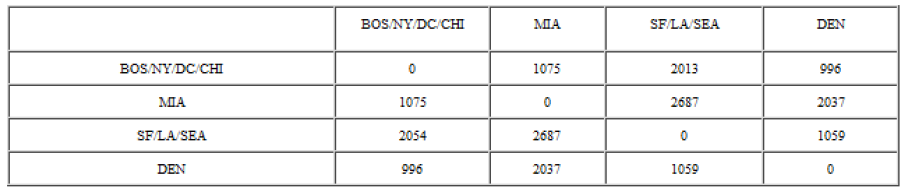 BOS/NY/DC/CHI MIA SF/LA/SEA DEN
BOS/NY/DC/CHI 0 1075 2013 996
MIA 1075 0 2687 2037
SF/LA/SEA 2054 2687 0 1059
DEN 996 2037 1059 0